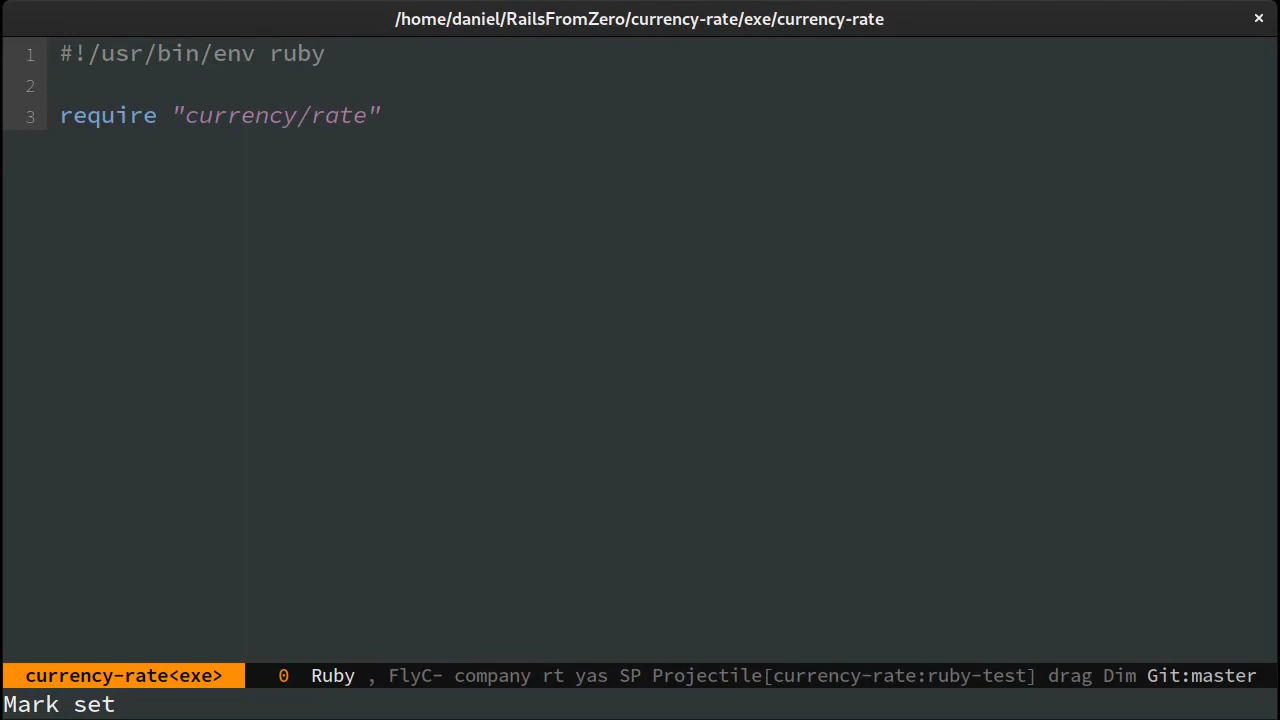 /home/daniel/RailsFromZero/currency-rate/exe/currency-rate ×
1 #!/usr/bin/env ruby
2
3 require "currency/rate"
currency-rate<exe> 0 Ruby , FlyC- company rt yas SP Projectile[currency-rate:ruby-test] drag Dim Git:master
Mark set